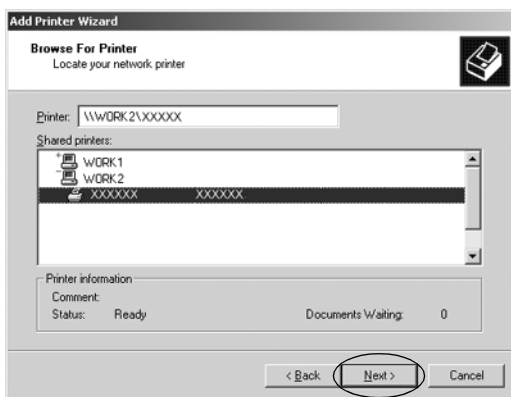 Add Printer Wizard
Browse For Printer
Locate your network printer
Printer: \\WORK2\XXXXX
Shared printers:
WORK1
WORK2
XXXXXX XXXXXX
Printer information
Comment:
Status: Ready Documents Waiting: 0
< Back Next > Cancel